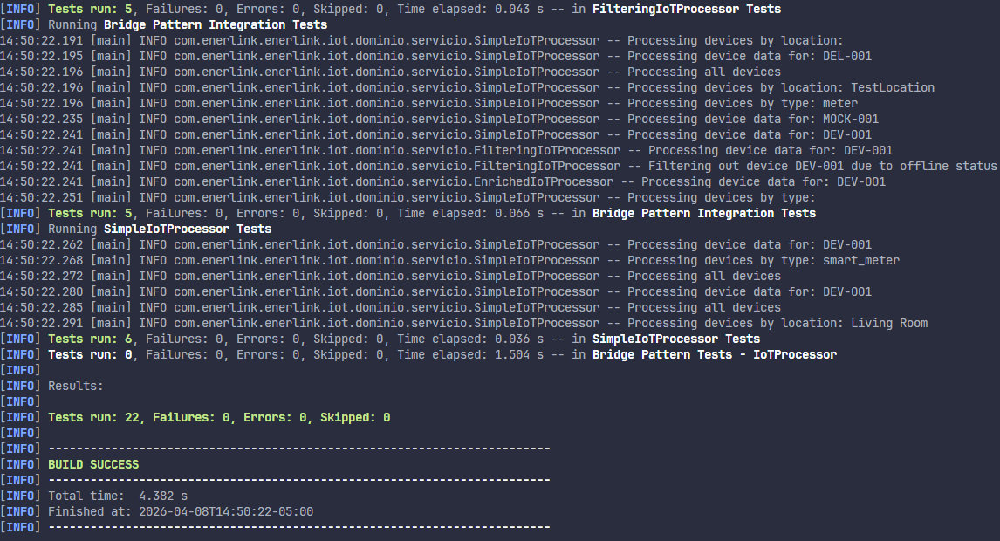 [INFO] Tests run: 5, Failures: 0, Errors: 0, Skipped: 0, Time elapsed: 0.043 s -- in FilteringIoTProcessor Tests
[INFO] Running Bridge Pattern Integration Tests
14:50:22.191 [main] INFO com.enerlink.enerlink.iot.dominio.servicio.SimpleIoTProcessor -- Processing devices by location:
14:50:22.195 [main] INFO com.enerlink.enerlink.iot.dominio.servicio.SimpleIoTProcessor -- Processing device data for: DEL-001
14:50:22.196 [main] INFO com.enerlink.enerlink.iot.dominio.servicio.SimpleIoTProcessor -- Processing all devices
14:50:22.196 [main] INFO com.enerlink.enerlink.iot.dominio.servicio.SimpleIoTProcessor -- Processing devices by location: TestLocation
14:50:22.196 [main] INFO com.enerlink.enerlink.iot.dominio.servicio.SimpleIoTProcessor -- Processing devices by type: meter
14:50:22.235 [main] INFO com.enerlink.enerlink.iot.dominio.servicio.SimpleIoTProcessor -- Processing device data for: MOCK-001
14:50:22.241 [main] INFO com.enerlink.enerlink.iot.dominio.servicio.SimpleIoTProcessor -- Processing device data for: DEV-001
14:50:22.241 [main] INFO com.enerlink.enerlink.iot.dominio.servicio.FilteringIoTProcessor -- Processing device data for: DEV-001
14:50:22.241 [main] INFO com.enerlink.enerlink.iot.dominio.servicio.FilteringIoTProcessor -- Filtering out device DEV-001 due to offline status
14:50:22.241 [main] INFO com.enerlink.enerlink.iot.dominio.servicio.EnrichedIoTProcessor -- Processing device data for: DEV-001
14:50:22.251 [main] INFO com.enerlink.enerlink.iot.dominio.servicio.SimpleIoTProcessor -- Processing devices by type:
[INFO] Tests run: 5, Failures: 0, Errors: 0, Skipped: 0, Time elapsed: 0.066 s -- in Bridge Pattern Integration Tests
[INFO] Running SimpleIoTProcessor Tests
14:50:22.262 [main] INFO com.enerlink.enerlink.iot.dominio.servicio.SimpleIoTProcessor -- Processing device data for: DEV-001
14:50:22.268 [main] INFO com.enerlink.enerlink.iot.dominio.servicio.SimpleIoTProcessor -- Processing devices by type: smart_meter
14:50:22.272 [main] INFO com.enerlink.enerlink.iot.dominio.servicio.SimpleIoTProcessor -- Processing all devices
14:50:22.280 [main] INFO com.enerlink.enerlink.iot.dominio.servicio.SimpleIoTProcessor -- Processing device data for: DEV-001
14:50:22.285 [main] INFO com.enerlink.enerlink.iot.dominio.servicio.SimpleIoTProcessor -- Processing all devices
14:50:22.291 [main] INFO com.enerlink.enerlink.iot.dominio.servicio.SimpleIoTProcessor -- Processing devices by location: Living Room
[INFO] Tests run: 6, Failures: 0, Errors: 0, Skipped: 0, Time elapsed: 0.036 s -- in SimpleIoTProcessor Tests
[INFO] Tests run: 0, Failures: 0, Errors: 0, Skipped: 0, Time elapsed: 1.504 s -- in Bridge Pattern Tests - IoTProcessor
[INFO]
[INFO] Results:
[INFO]
[INFO] Tests run: 22, Failures: 0, Errors: 0, Skipped: 0
[INFO]
[INFO] ------------------------------------------------------------------------
[INFO] BUILD SUCCESS
[INFO] ------------------------------------------------------------------------
[INFO] Total time:  4.382 s
[INFO] Finished at: 2026-04-08T14:50:22-05:00
[INFO] ------------------------------------------------------------------------